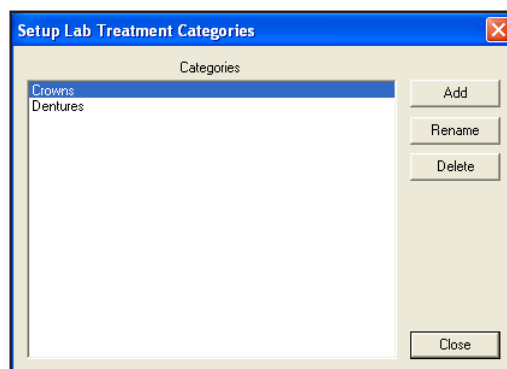 Setup Lab Treatment Categories
Categories
Crowns
Dentures
Add
Rename
Delete
Close